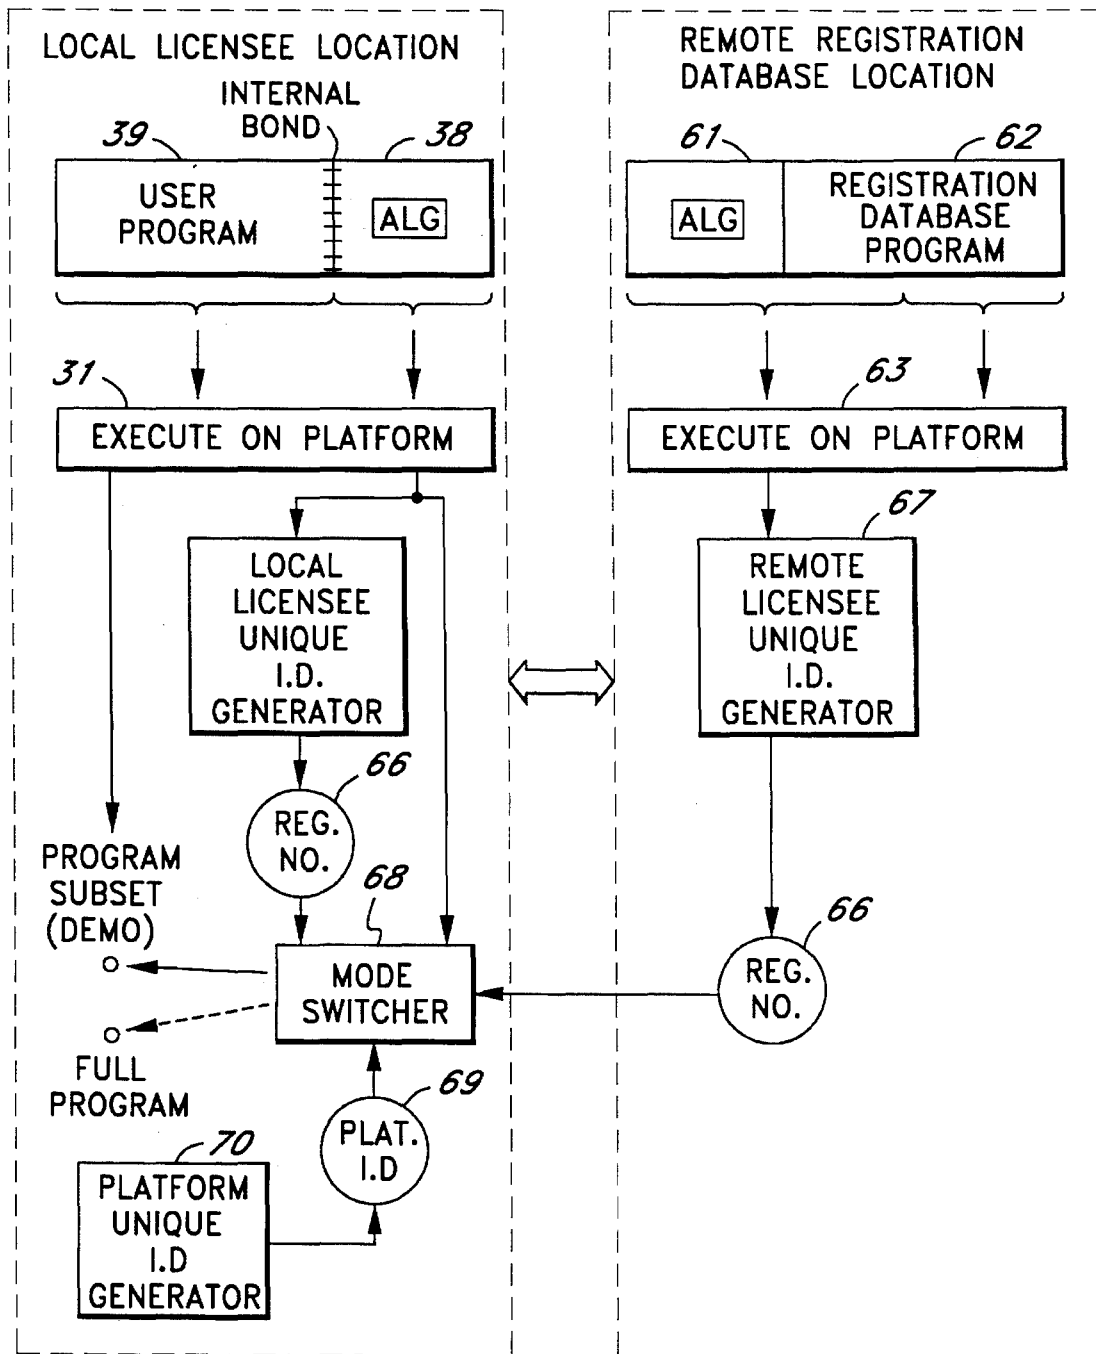 LOCAL LICENSEE LOCATION
INTERNAL
BOND
39
38
USER
PROGRAM
ALG
31
EXECUTE ON PLATFORM
LOCAL
LICENSEE
UNIQUE
I.D.
GENERATOR
66
REG.
NO.
PROGRAM
SUBSET
(DEMO)
68
MODE
SWITCHER
FULL
PROGRAM
69
PLAT.
I.D
70
PLATFORM
UNIQUE
I.D
GENERATOR
REMOTE REGISTRATION
DATABASE LOCATION
61
62
ALG
REGISTRATION
DATABASE
PROGRAM
63
EXECUTE ON PLATFORM
67
REMOTE
LICENSEE
UNIQUE
I.D.
GENERATOR
66
REG.
NO.